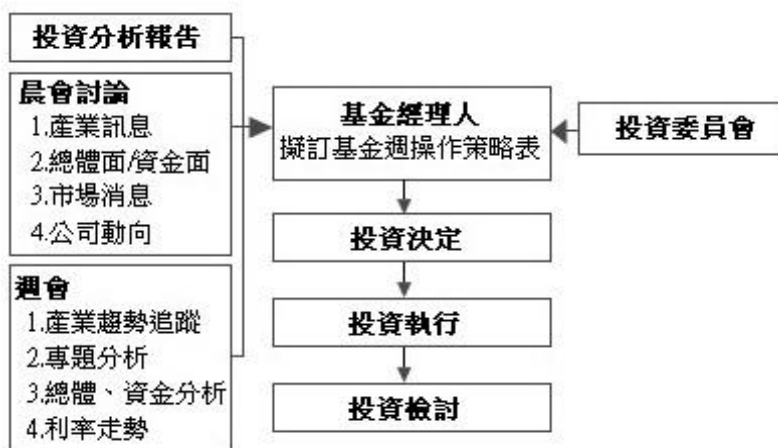 投資分析報告
晨會討論
1.產業訊息
2.總體面/資金面
3.市場消息
4.公司動向
週會
1.產業趨勢追蹤
2.專題分析
3.總體、資金分析
4.利率走勢
基金經理人
擬訂基金週操作策略表
投資委員會
投資決定
投資執行
投資檢討